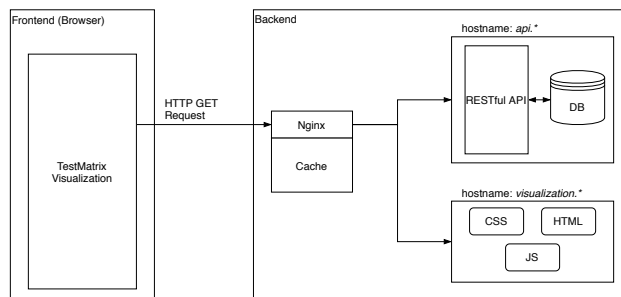 Frontend (Browser)
TestMatrix
Visualization
HTTP GET
Request
Backend
Nginx
Cache
hostname: api.*
RESTful API
DB
hostname: visualization.*
CSS
HTML
JS